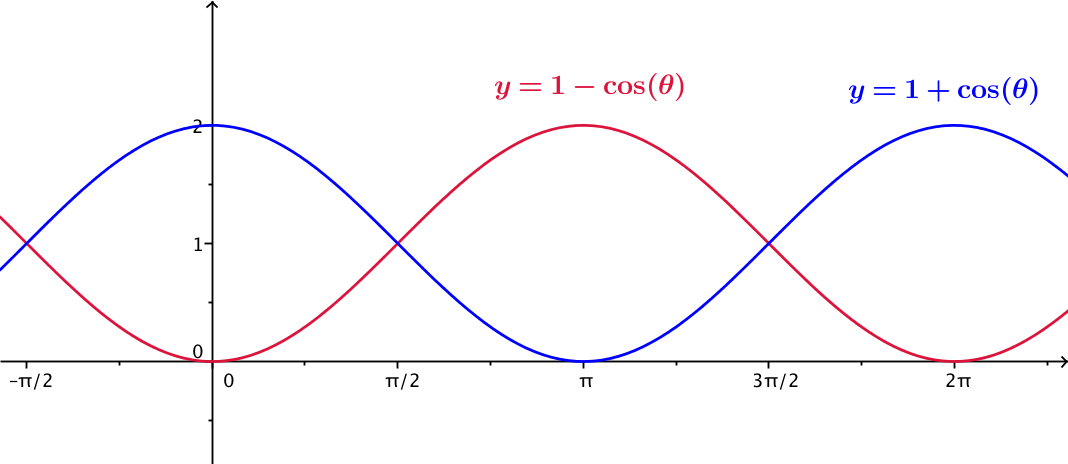 y = 1 − cos(θ)
y = 1 + cos(θ)
2
1
0
−π/2
0
π/2
π
3π/2
2π